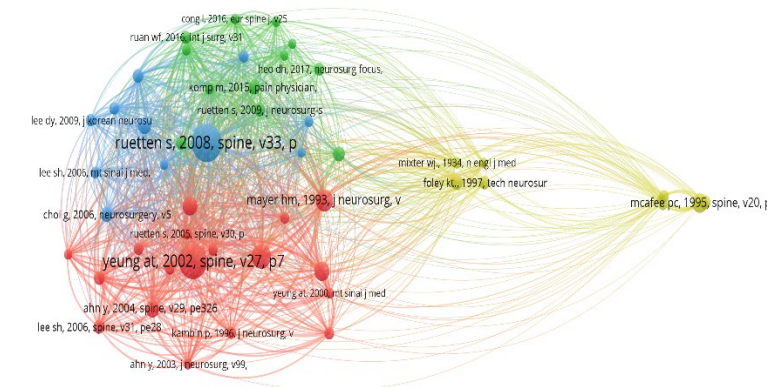 cong l, 2016, eur spine j, v25
ruan wf, 2016, int j surg, v31
heo dh, 2017, neurosurg focus,
komp m, 2015, pain physician,
ruetten s, 2009, j neurosurg-s
lee dy, 2009, j korean neurosu
ruetten s, 2008, spine, v33, p
mixter wj., 1934, n engl j med
lee sh, 2006, mt sinai j med,
foley kt., 1997, tech neurosur
mayer hm, 1993, j neurosurg, v
mcafee pc, 1995, spine, v20, p
choi g, 2006, neurosurgery, v5
ruetten s, 2005, spine, v30, p
yeung at, 2002, spine, v27, p7
yeung at, 2000, mt sinai j med
ahn y, 2004, spine, v29, pe326
lee sh, 2006, spine, v31, pe28
kambin p, 1996, j neurosurg, v
ahn y, 2003, j neurosurg, v99,